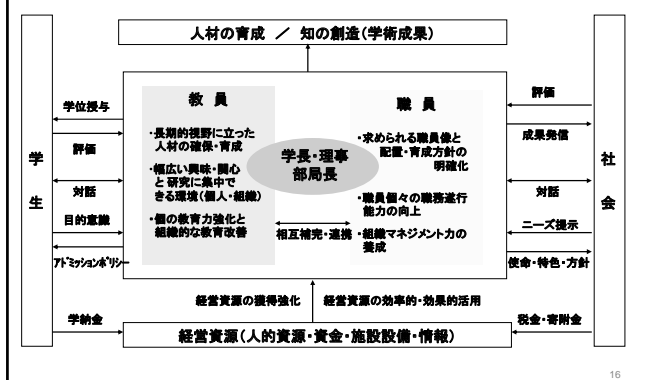 人材の育成 ／ 知の創造(学術成果)
学
生
学位授与
評価
対話
目的意識
ｱﾄﾞﾐｯｼｮﾝﾎﾟﾘｼｰ
学納金
教 員
・長期的視野に立った
人材の確保・育成
・幅広い興味・関心
と 研究に集中で
きる環境(個人・組織)
・個の教育力強化と
組織的な教育改善
学長・理事
部局長
相互補完・連携
職 員
・求められる職員像と
配置・育成方針の
明確化
・職員個々の職務遂行
能力の向上
・組織マネジメント力の
養成
評価
成果発信
対話
ニーズ提示
使命・特色・方針
税金・寄附金
社
会
経営資源の獲得強化
経営資源の効率的・効果的活用
経営資源(人的資源・資金・施設設備・情報)
16